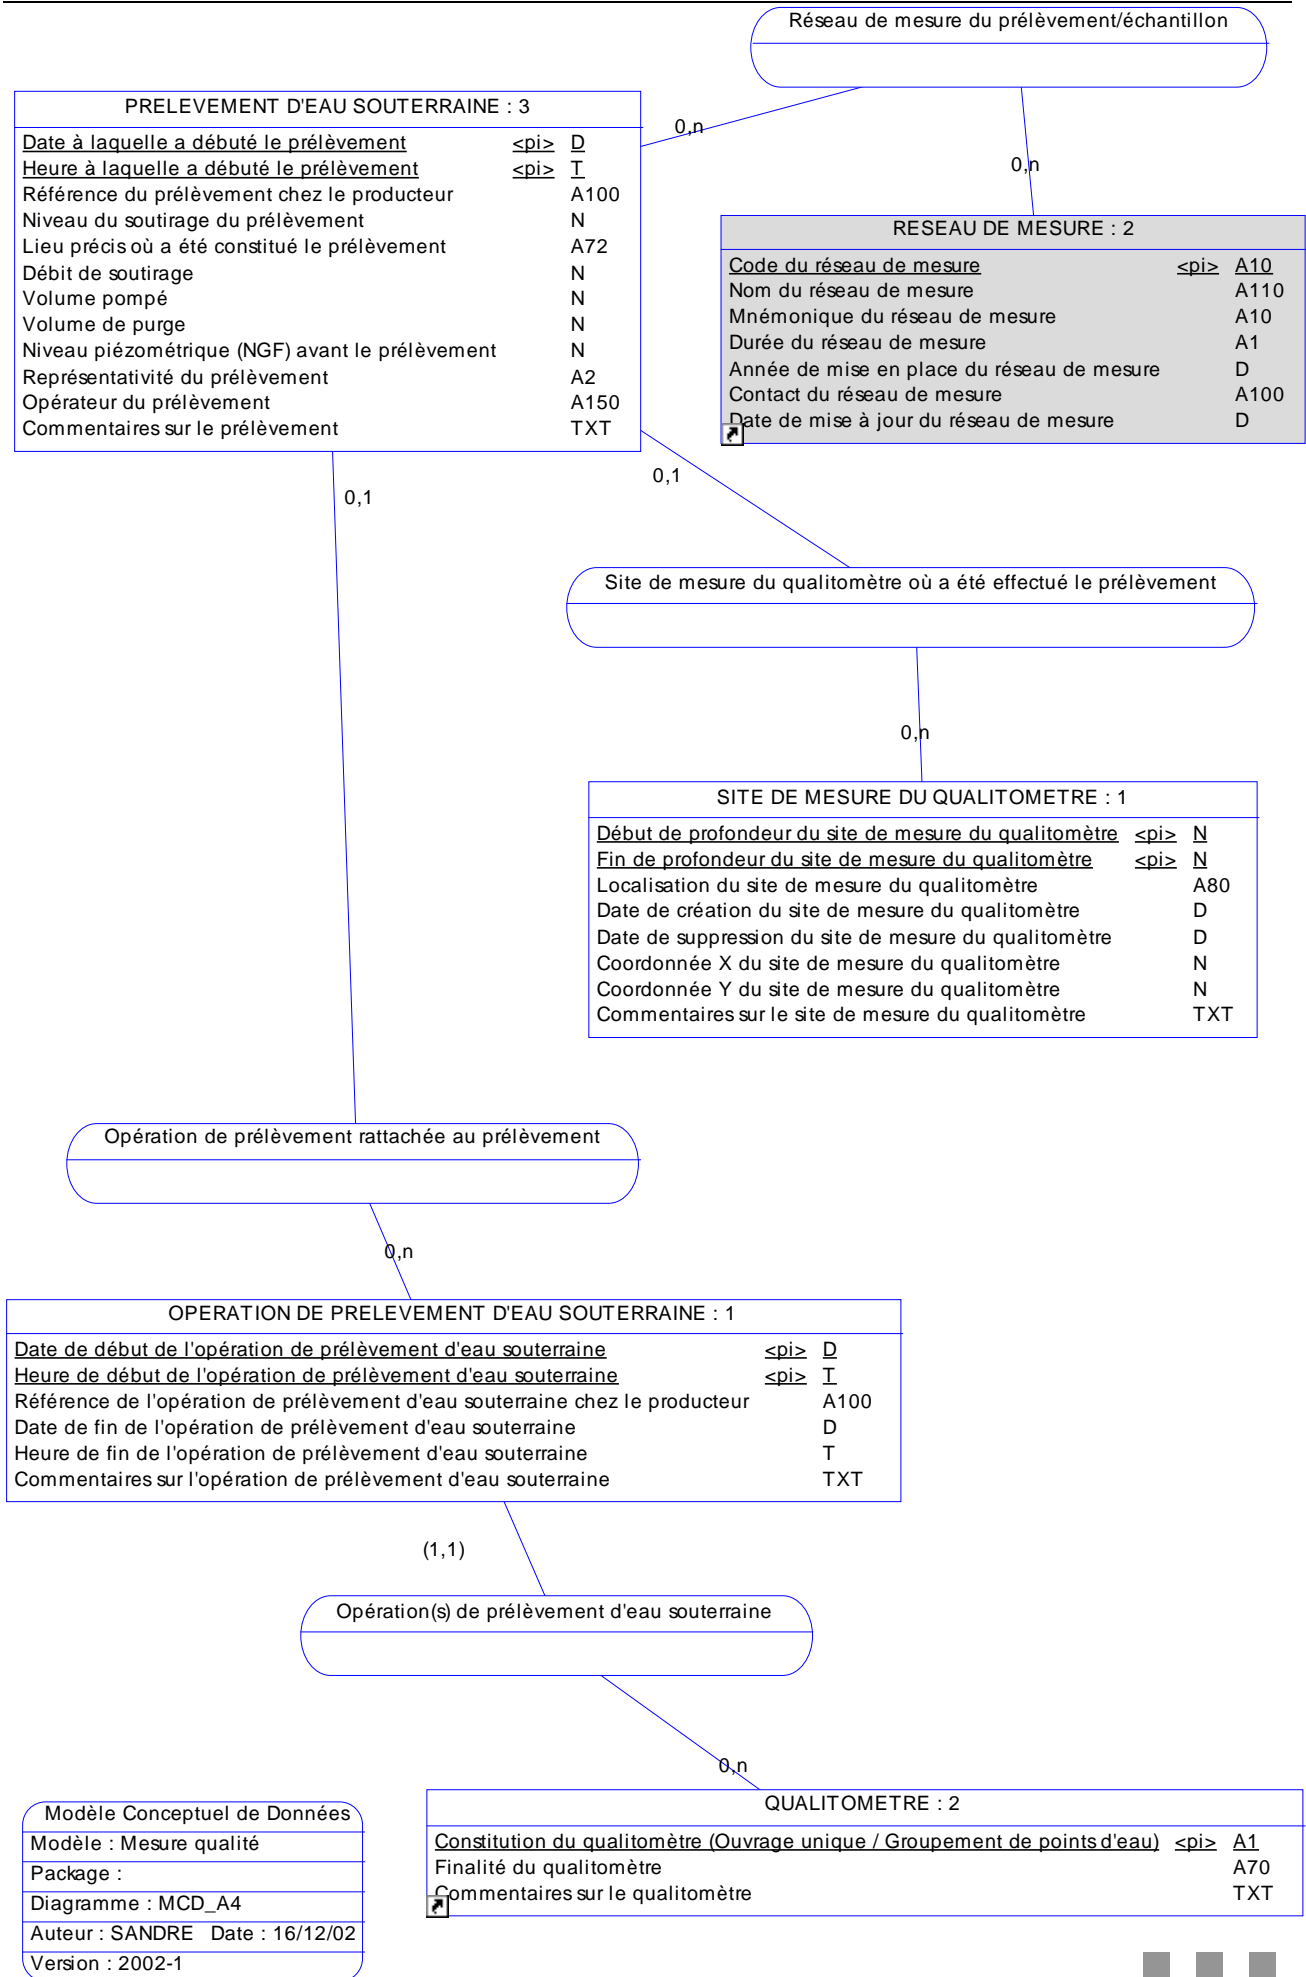 Réseau de mesure du prélèvement/échantillon
PRELEVEMENT D'EAU SOUTERRAINE : 3
Date à laquelle a débuté le prélèvement <pi> D
Heure à laquelle a débuté le prélèvement <pi> T
Référence du prélèvement chez le producteur A100
Niveau du soutirage du prélèvement N
Lieu précis où a été constitué le prélèvement A72
Débit de soutirage N
Volume pompé N
Volume de purge N
Niveau piézométrique (NGF) avant le prélèvement N
Représentativité du prélèvement A2
Opérateur du prélèvement A150
Commentaires sur le prélèvement TXT
0,n
0,n
RESEAU DE MESURE : 2
Code du réseau de mesure <pi> A10
Nom du réseau de mesure A110
Mnémonique du réseau de mesure A10
Durée du réseau de mesure A1
Année de mise en place du réseau de mesure D
Contact du réseau de mesure A100
Date de mise à jour du réseau de mesure D
0,1
0,1
Site de mesure du qualitomètre où a été effectué le prélèvement
0,n
SITE DE MESURE DU QUALITOMETRE : 1
Début de profondeur du site de mesure du qualitomètre <pi> N
Fin de profondeur du site de mesure du qualitomètre <pi> N
Localisation du site de mesure du qualitomètre A80
Date de création du site de mesure du qualitomètre D
Date de suppression du site de mesure du qualitomètre D
Coordonnée X du site de mesure du qualitomètre N
Coordonnée Y du site de mesure du qualitomètre N
Commentaires sur le site de mesure du qualitomètre TXT
Opération de prélèvement rattachée au prélèvement
0,n
OPERATION DE PRELEVEMENT D'EAU SOUTERRAINE : 1
Date de début de l'opération de prélèvement d'eau souterraine <pi> D
Heure de début de l'opération de prélèvement d'eau souterraine <pi> T
Référence de l'opération de prélèvement d'eau souterraine chez le producteur A100
Date de fin de l'opération de prélèvement d'eau souterraine D
Heure de fin de l'opération de prélèvement d'eau souterraine T
Commentaires sur l'opération de prélèvement d'eau souterraine TXT
(1,1)
Opération(s) de prélèvement d'eau souterraine
0,n
QUALITOMETRE : 2
Constitution du qualitomètre (Ouvrage unique / Groupement de points d'eau) <pi> A1
Finalité du qualitomètre A70
Commentaires sur le qualitomètre TXT
Modèle Conceptuel de Données
Modèle : Mesure qualité
Package :
Diagramme : MCD_A4
Auteur : SANDRE Date : 16/12/02
Version : 2002-1